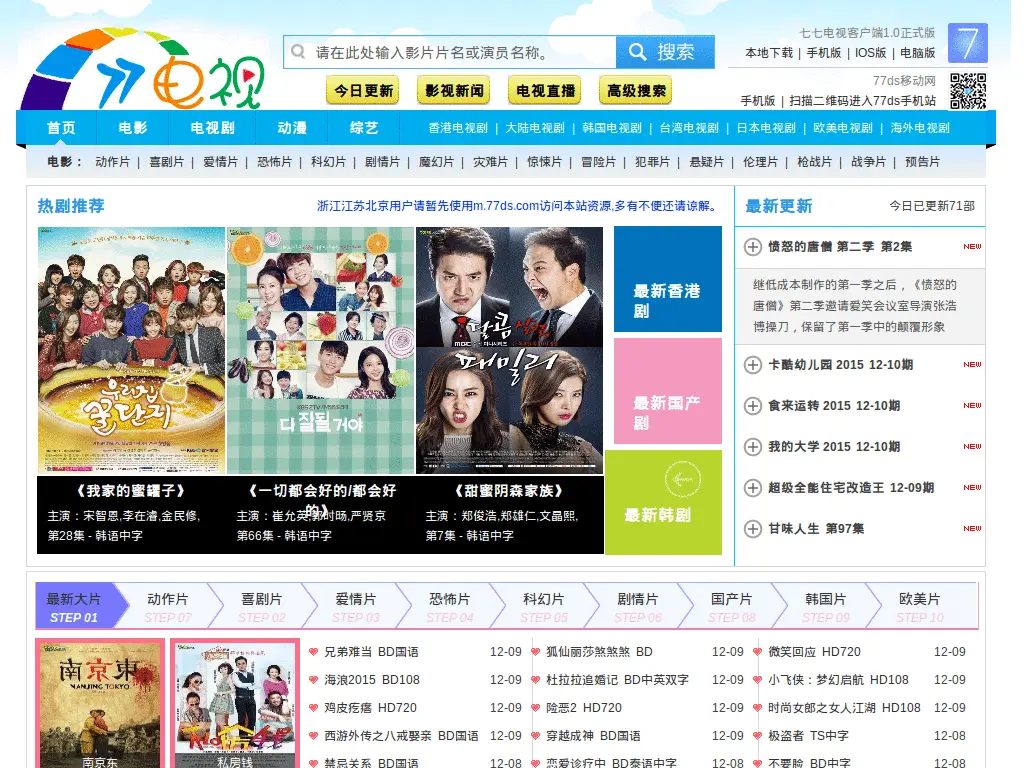 七七电视客户端1.0正式版
本地下载 | 手机版 | IOS版 | 电脑版
77ds移动网
手机版 | 扫描二维码进入77ds手机站
77电视
请在此处输入影片片名或演员名称。
搜索
今日更新 影视新闻 电视直播 高级搜索
首页 电影 电视剧 动漫 综艺 香港电视剧 | 大陆电视剧 | 韩国电视剧 | 台湾电视剧 | 日本电视剧 | 欧美电视剧 | 海外电视剧
电影： 动作片 | 喜剧片 | 爱情片 | 恐怖片 | 科幻片 | 剧情片 | 魔幻片 | 灾难片 | 惊悚片 | 冒险片 | 犯罪片 | 悬疑片 | 伦理片 | 枪战片 | 战争片 | 预告片
热剧推荐
浙江江苏北京用户请暂先使用m.77ds.com访问本站资源,多有不便还请谅解。
우리집 꿀단지
다 잘될 거야
달콤살벌
패밀리
《我家的蜜罐子》
主演：宋智恩,李在濬,金民修,
第28集 - 韩语中字
《一切都会好的/都会好的》
主演：崔允英,郭时旸,严贤京
第66集 - 韩语中字
《甜蜜阴森家族》
主演：郑俊浩,郑雄仁,文晶熙,
第7集 - 韩语中字
最新香港剧
最新国产剧
最新韩剧
最新更新
今日已更新71部
愤怒的唐僧 第二季 第2集 NEW
继低成本制作的第一季之后，《愤怒的
唐僧》第二季邀请爱笑会议室导演张浩
博操刀，保留了第一季中的颠覆形象
卡酷幼儿园 2015 12-10期 NEW
食来运转 2015 12-10期 NEW
我的大学 2015 12-10期 NEW
超级全能住宅改造王 12-09期 NEW
甘味人生 第97集 NEW
最新大片 动作片 喜剧片 爱情片 恐怖片 科幻片 剧情片 国产片 韩国片 欧美片
STEP 01 STEP 07 STEP 02 STEP 03 STEP 04 STEP 05 STEP 06 STEP 08 STEP 09 STEP 10
南京東
NANJING TOKYO
南京东
私房钱
兄弟难当 BD国语 12-09
海浪2015 BD108 12-09
鸡皮疙瘩 HD720 12-09
西游外传之八戒娶亲 BD国语 12-09
禁忌关系 BD国语 12-08
狐仙丽莎煞煞煞 BD 12-09
杜拉拉追婚记 BD中英双字 12-09
险恶2 HD720 12-09
穿越成神 BD国语 12-09
恋爱诊疗中 BD泰语中字 12-08
微笑回应 HD720 12-09
小飞侠：梦幻启航 HD108 12-09
时尚女郎之女人江湖 HD108 12-09
极盗者 TS中字 12-08
不要脸 BD中字 12-08